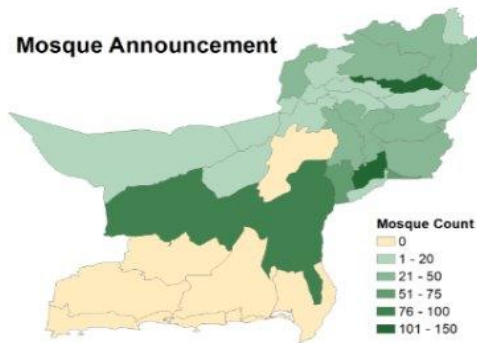 Mosque Announcement
Mosque Count
0
1 - 20
21 - 50
51 - 75
76 - 100
101 - 150